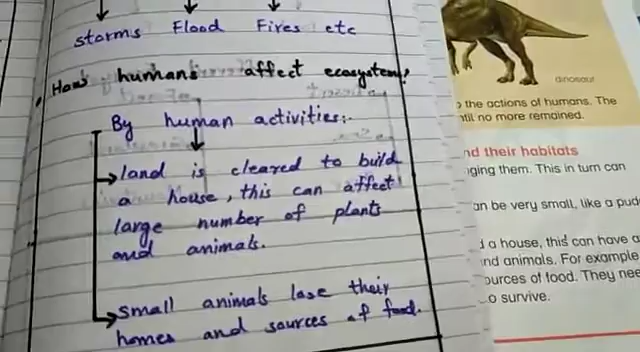 storms Flood Fires etc
How humans affect ecosystem?
By human activities:-
land is cleared to build
a house, this can affect
large number of plants
and animals.
small animals lose their
homes and sources of food.
dinosaur
the actions of humans. The
no more remained.
nd their habitats
ging them. This in turn can
an be very small, like a pud
d a house, this can have a
nd animals. For example
ources of food. They nee
o survive.